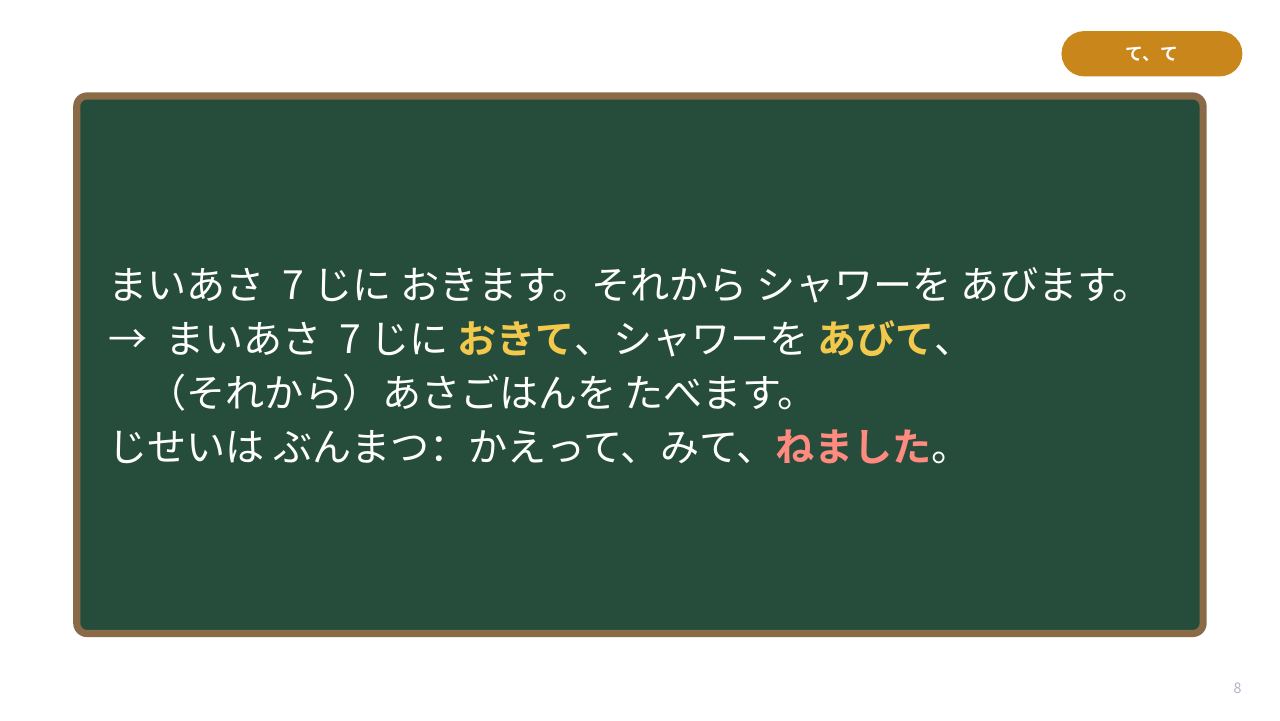 て、て
まいあさ ７じに おきます。それから シャワーを あびます。
→ まいあさ ７じに おきて、シャワーを あびて、
（それから）あさごはんを たべます。
じせいは ぶんまつ：かえって、みて、ねました。
8